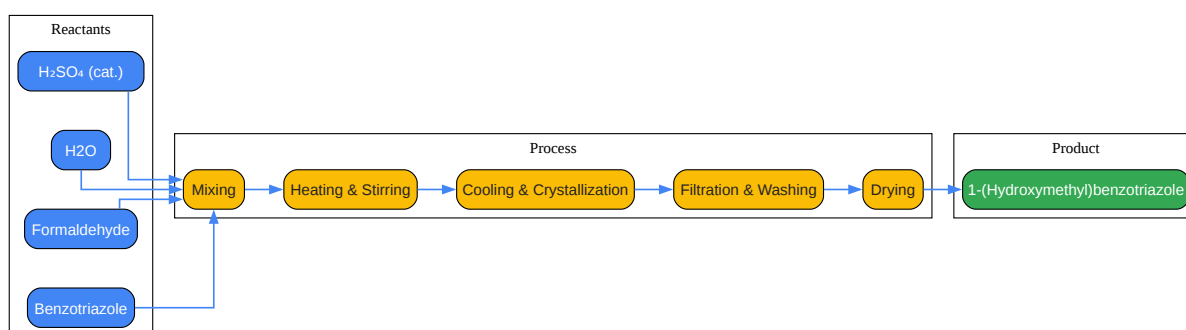 Reactants
H₂SO₄ (cat.)
H2O
Formaldehyde
Benzotriazole
Process
Mixing
Heating & Stirring
Cooling & Crystallization
Filtration & Washing
Drying
Product
1-(Hydroxymethyl)benzotriazole